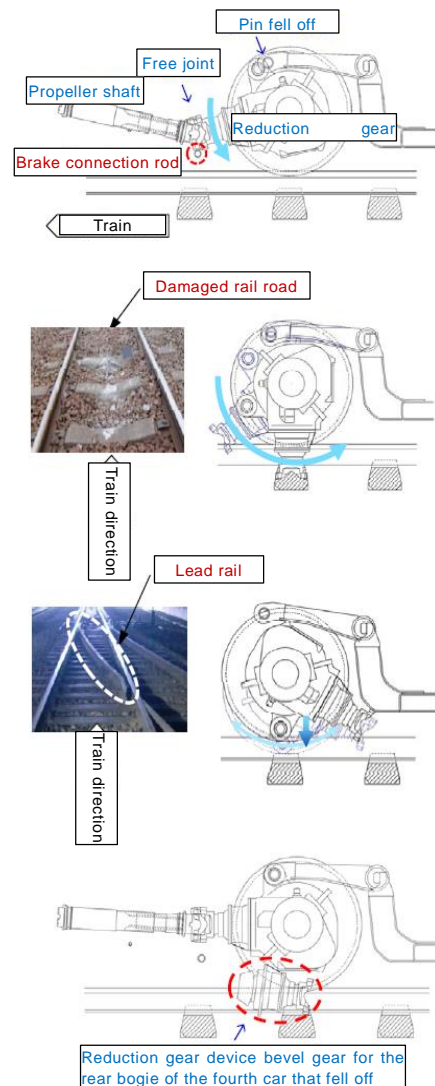 Pin fell off
Free joint
Propeller shaft
Reduction gear
Brake connection rod
Train
Damaged rail road
Train direction
Lead rail
Train direction
Reduction gear device bevel gear for the
rear bogie of the fourth car that fell off